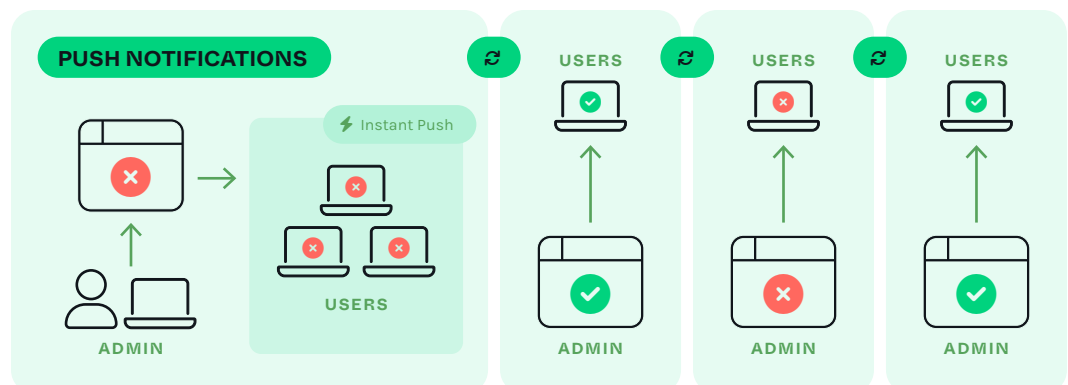 PUSH NOTIFICATIONS
Instant Push
USERS
ADMIN
USERS
ADMIN
USERS
ADMIN
USERS
ADMIN